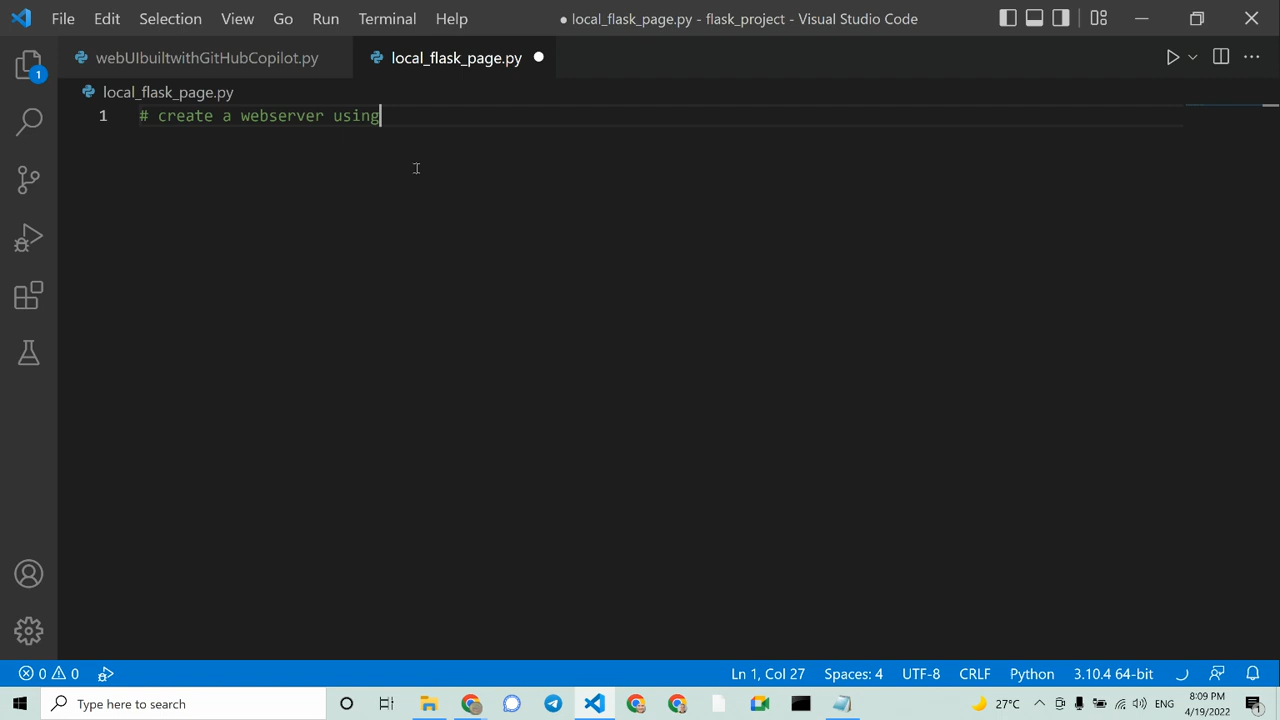 File Edit Selection View Go Run Terminal Help ● local_flask_page.py - flask_project - Visual Studio Code
webUIbuiltwithGitHubCopilot.py local_flask_page.py
1
local_flask_page.py
1 # create a webserver using
0 0 Ln 1, Col 27 Spaces: 4 UTF-8 CRLF Python 3.10.4 64-bit
Type here to search 27°C ENG 8:09 PM
4/19/2022 1